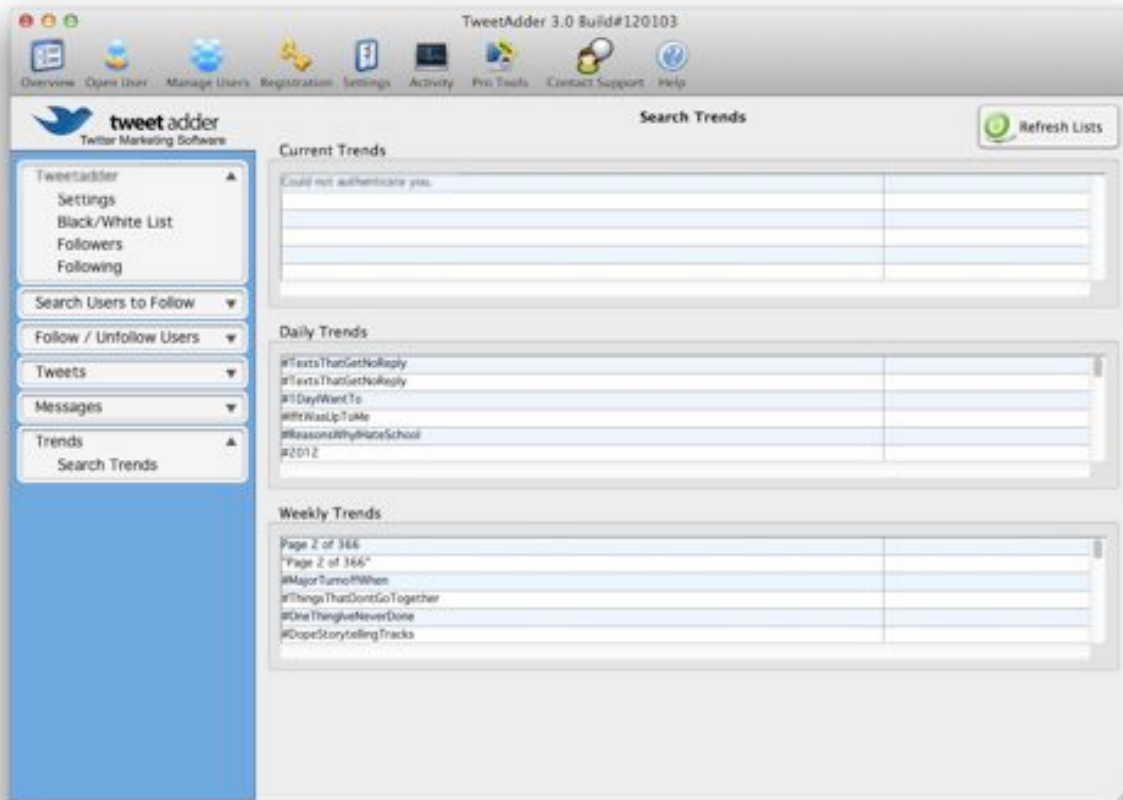 TweetAdder 3.0 Build#120103
Overview Open User Manage Users Registration Settings Activity Pro Tools Contact Support Help
tweet adder
Twitter Marketing Software
Search Trends
Refresh Lists
Tweetadder
Settings
Black/White List
Followers
Following
Search Users to Follow
Follow / Unfollow Users
Tweets
Messages
Trends
Search Trends
Current Trends
Could not authenticate you.
Daily Trends
#TextsThatGetNoReply
#TextsThatGetNoReply
#1DayIWantTo
#IfItWasUpToMe
#ReasonsWhyIHateSchool
#2012
Weekly Trends
Page 2 of 366
"Page 2 of 366"
#MajorTurnoffWhen
#ThingsThatDontGoTogether
#OneThingIveNeverDone
#DopeStorytellingTracks